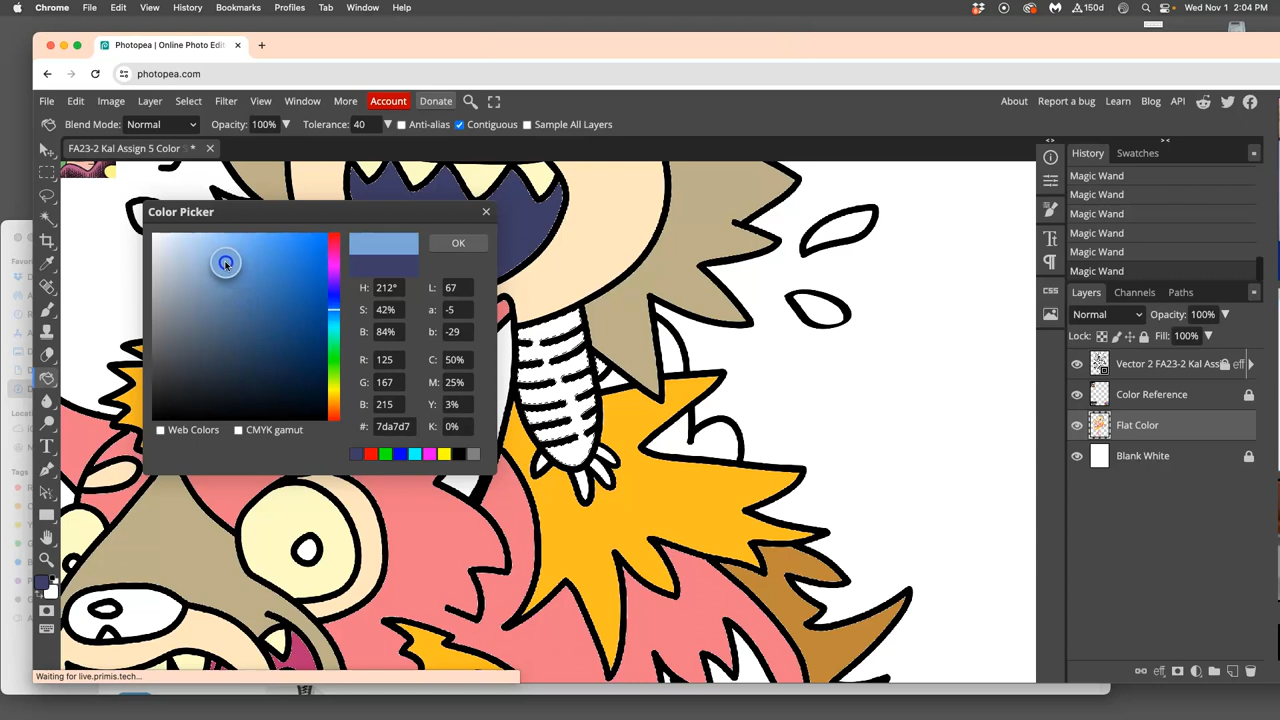 Chrome File Edit View History Bookmarks Profiles Tab Window Help 150d Wed Nov 1 2:04 PM
Photopea | Online Photo Edit
photopea.com
File Edit Image Layer Select Filter View Window More Account Donate About Report a bug Learn Blog API
Blend Mode: Normal Opacity: 100% Tolerance: 40 Anti-alias Contiguous Sample All Layers
FA23-2 Kal Assign 5 Color S *
History Swatches
Magic Wand
Magic Wand
Magic Wand
Magic Wand
Magic Wand
Magic Wand
Layers Channels Paths
Normal Opacity: 100%
Lock: Fill: 100%
Vector 2 FA23-2 Kal Assi eff
Color Reference
Flat Color
Blank White
eff
CSS
Color Picker
OK
H: 212° L: 67
S: 42% a: -5
B: 84% b: -29
R: 125 C: 50%
G: 167 M: 25%
B: 215 Y: 3%
#: 7da7d7 K: 0%
Web Colors CMYK gamut
Waiting for live.primis.tech...